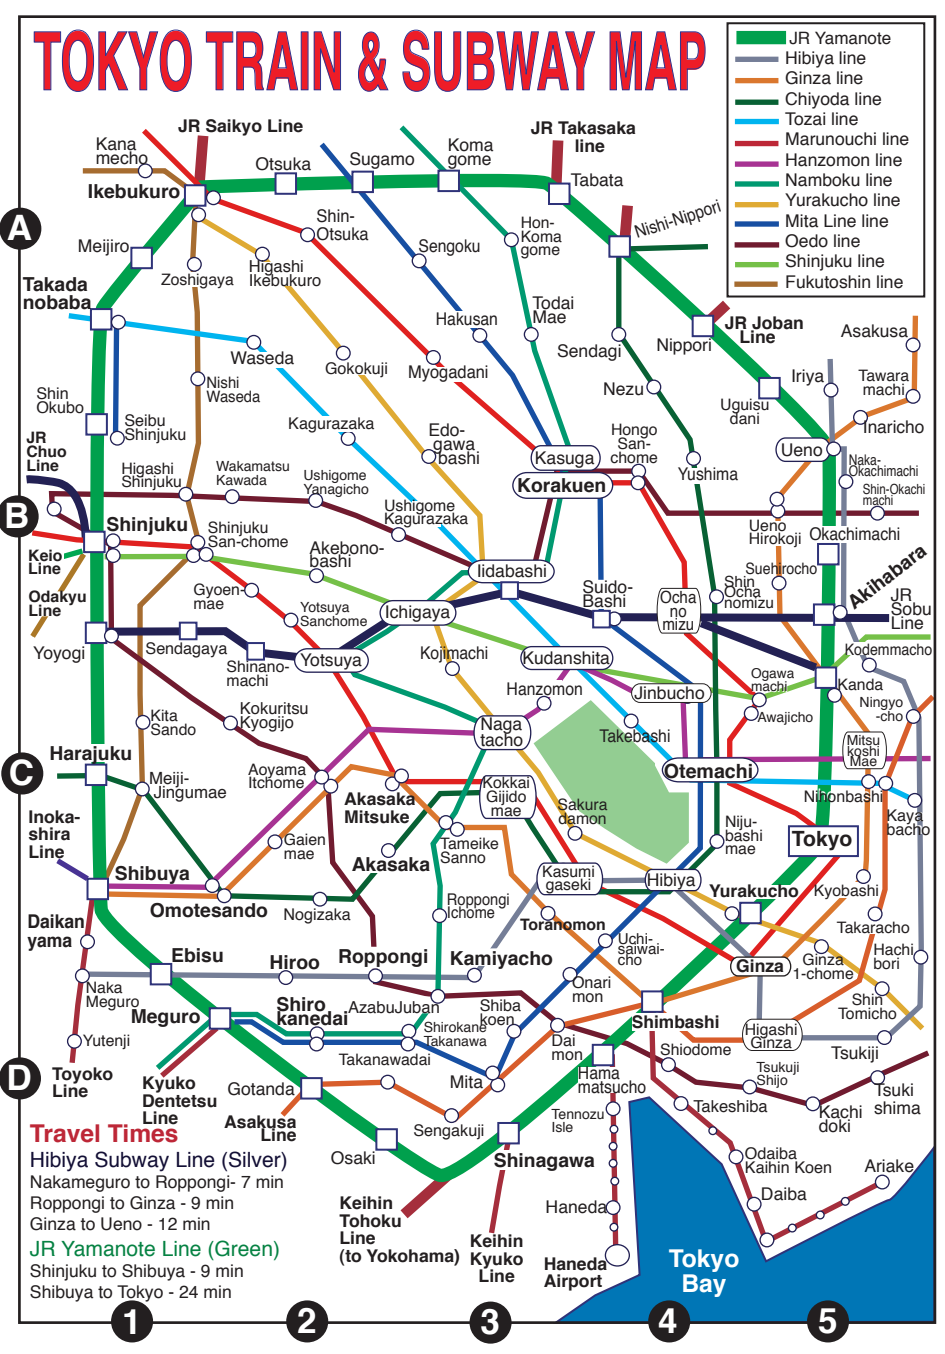 TOKYO TRAIN & SUBWAY MAP
JR Yamanote
Hibiya line
Ginza line
Chiyoda line
Tozai line
Marunouchi line
Hanzomon line
Namboku line
Yurakucho line
Mita Line line
Oedo line
Shinjuku line
Fukutoshin line
JR Saikyo Line
JR Takasaka
line
Kana
mecho
Ikebukuro
Otsuka
Sugamo
Koma
gome
Tabata
Nishi-Nippori
A
Shin-
Otsuka
Hon-
Koma
gome
Sengoku
Meijiro
Zoshigaya
Higashi
Ikebukuro
Takada
nobaba
Todai
Mae
Hakusan
Sendagi
Nippori
JR Joban
Line
Asakusa
Waseda
Gokokuji
Myogadani
Iriya
Tawara
machi
Nishi
Waseda
Nezu
Uguisu
dani
Shin
Okubo
Seibu
Shinjuku
Kagurazaka
Edo-
gawa
bashi
Hongo
San-
chome
Inaricho
JR
Chuo
Line
Kasuga
Ueno
Naka-
Okachimachi
Higashi
Shinjuku
Wakamatsu
Kawada
Ushigome
Yanagicho
Korakuen
Yushima
Shin-Okachi
machi
B
Shinjuku
Shinjuku
San-chome
Ushigome
Kagurazaka
Ueno
Hirokoji
Okachimachi
Keio
Line
Akebono-
bashi
Iidabashi
Suehirocho
Akihabara
Odakyu
Line
Gyoen-
mae
Ichigaya
Suido-
Bashi
Ocha
no
mizu
Shin
Ocha
nomizu
JR
Sobu
Line
Yotsuya
Sanchome
Yoyogi
Sendagaya
Shinano-
machi
Yotsuya
Kojimachi
Kudanshita
Kodemmacho
Hanzomon
Jinbucho
Ogawa
machi
Kanda
Ningyo
-cho
Kita
Sando
Kokuritsu
Kyogijo
Naga
tacho
Takebashi
Awajicho
Mitsu
koshi
Mae
C
Harajuku
Meiji-
Jingumae
Aoyama
Itchome
Akasaka
Mitsuke
Kokkai
Gijido
mae
Otemachi
Nihonbashi
Kaya
bacho
Inoka-
shira
Line
Gaien
mae
Akasaka
Tameike
Sanno
Sakura
damon
Niju-
bashi
mae
Tokyo
Shibuya
Kasumi
gaseki
Hibiya
Yurakucho
Kyobashi
Daikan
yama
Omotesando
Nogizaka
Roppongi
Ichome
Toranomon
Takaracho
Uchi-
saiwai-
cho
Ginza
Ginza
1-chome
Hachi
bori
Ebisu
Hiroo
Roppongi
Kamiyacho
Naka
Meguro
Onari
mon
Shin
Tomicho
Meguro
Shiro
kanedai
AzabuJuban
Shiba
koen
Shirokane
Takanawa
Shimbashi
Higashi
Ginza
Tsukiji
Yutenji
Takanawadai
Dai
mon
Shiodome
D
Toyoko
Line
Kyuko
Dentetsu
Line
Gotanda
Mita
Hama
matsucho
Tsukuji
Shijo
Tsuki
shima
Asakusa
Line
Sengakuji
Tennozu
Isle
Takeshiba
Kachi
doki
Travel Times
Hibiya Subway Line (Silver)
Nakameguro to Roppongi- 7 min
Roppongi to Ginza - 9 min
Ginza to Ueno - 12 min
JR Yamanote Line (Green)
Shinjuku to Shibuya - 9 min
Shibuya to Tokyo - 24 min
Osaki
Shinagawa
Odaiba
Kaihin Koen
Ariake
Daiba
Keihin
Tohoku
Line
(to Yokohama)
Keihin
Kyuko
Line
Haneda
Haneda
Airport
Tokyo
Bay
1
2
3
4
5